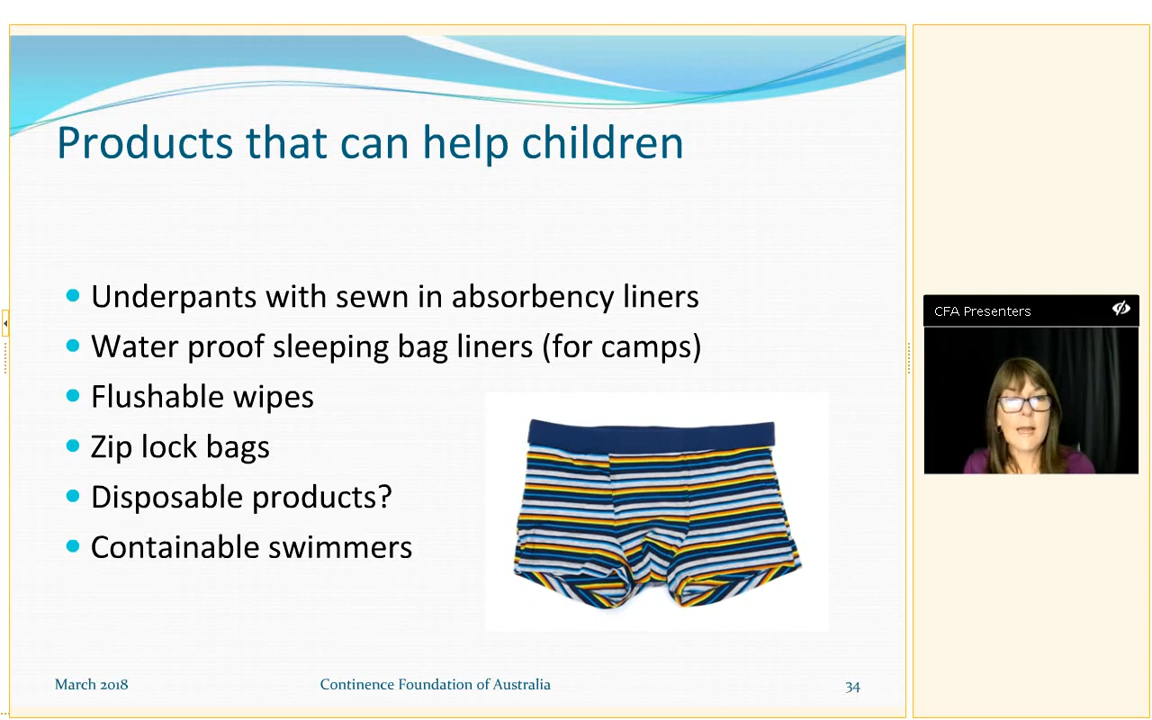 Products that can help children
Underpants with sewn in absorbency liners
Water proof sleeping bag liners (for camps)
Flushable wipes
Zip lock bags
Disposable products?
Containable swimmers
March 2018
Continence Foundation of Australia
34
CFA Presenters